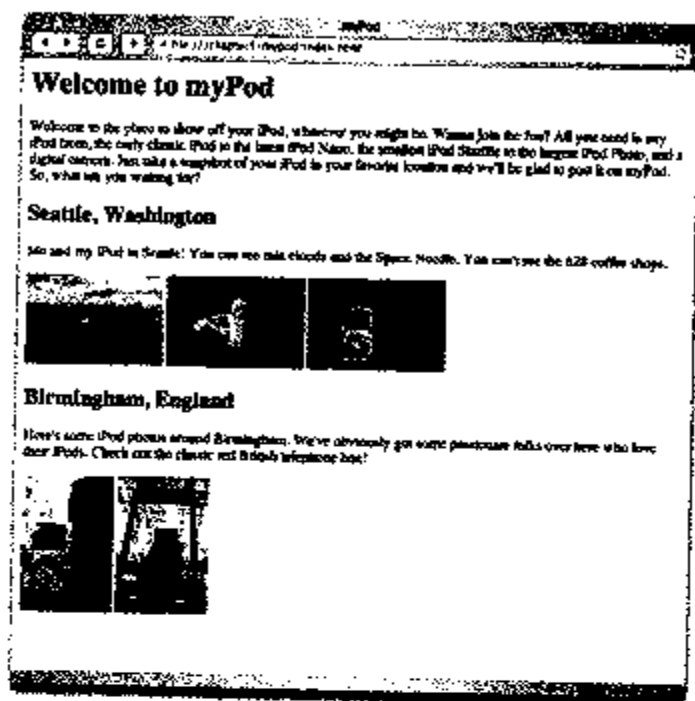 myPod
Welcome to myPod
Welcome to the place to show off your iPod, wherever you might be. Wanna join the fun? All you need is any
iPod from, the early classic iPod to the latest iPod Nano, the smallest iPod Shuffle to the largest iPod Photo, and a
digital camera. Just take a snapshot of your iPod in your favorite location and we'll be glad to post it on myPod.
So, what are you waiting for?
Seattle, Washington
Me and my iPod in Seattle! You can see rain clouds and the Space Needle. You can't see the 628 coffee shops.
Birmingham, England
Here's some iPod photos around Birmingham. We've obviously got some passionate folks over here who love
their iPods. Check out the classic red British telephone box!